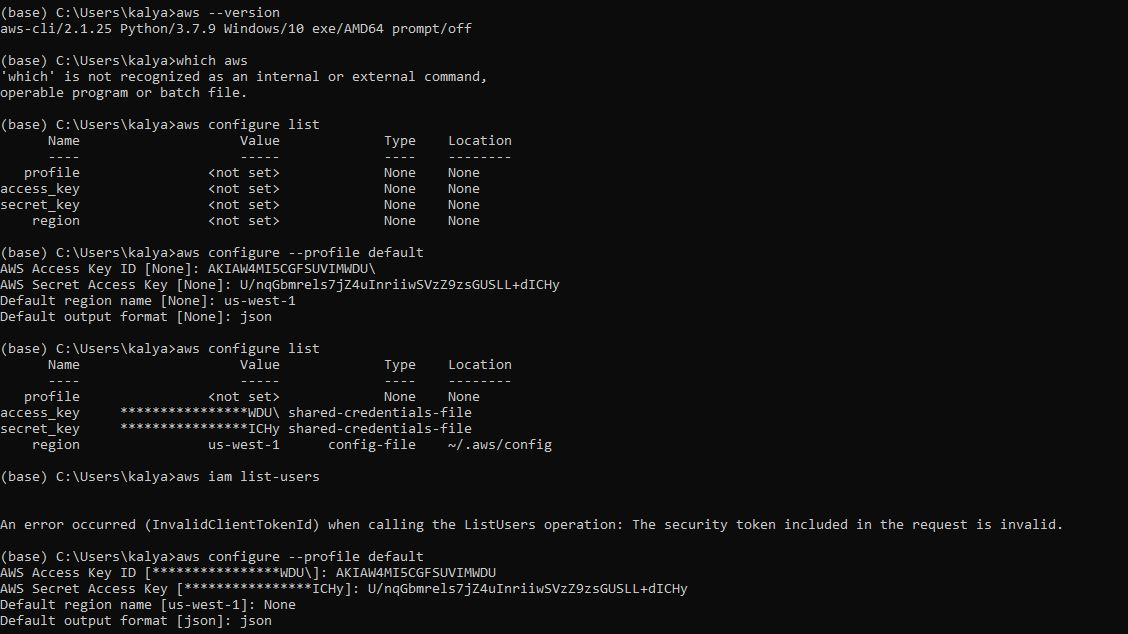 (base) C:\Users\kalya>aws --version
aws-cli/2.1.25 Python/3.7.9 Windows/10 exe/AMD64 prompt/off
(base) C:\Users\kalya>which aws
'which' is not recognized as an internal or external command,
operable program or batch file.
(base) C:\Users\kalya>aws configure list
Name Value Type Location
---- ----- ---- --------
profile <not set> None None
access_key <not set> None None
secret_key <not set> None None
region <not set> None None
(base) C:\Users\kalya>aws configure --profile default
AWS Access Key ID [None]: AKIAW4MI5CGFSUVIMWDU\
AWS Secret Access Key [None]: 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
Default region name [None]: us-west-1
Default output format [None]: json
(base) C:\Users\kalya>aws configure list
Name Value Type Location
---- ----- ---- --------
profile <not set> None None
access_key ****************WDU\ shared-credentials-file
secret_key ****************ICHy shared-credentials-file
region us-west-1 config-file ~/.aws/config
(base) C:\Users\kalya>aws iam list-users
An error occurred (InvalidClientTokenId) when calling the ListUsers operation: The security token included in the request is invalid.
(base) C:\Users\kalya>aws configure --profile default
AWS Access Key ID [****************WDU\]: AKIAW4MI5CGFSUVIMWDU
AWS Secret Access Key [****************ICHy]: 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
Default region name [us-west-1]: None
Default output format [json]: json